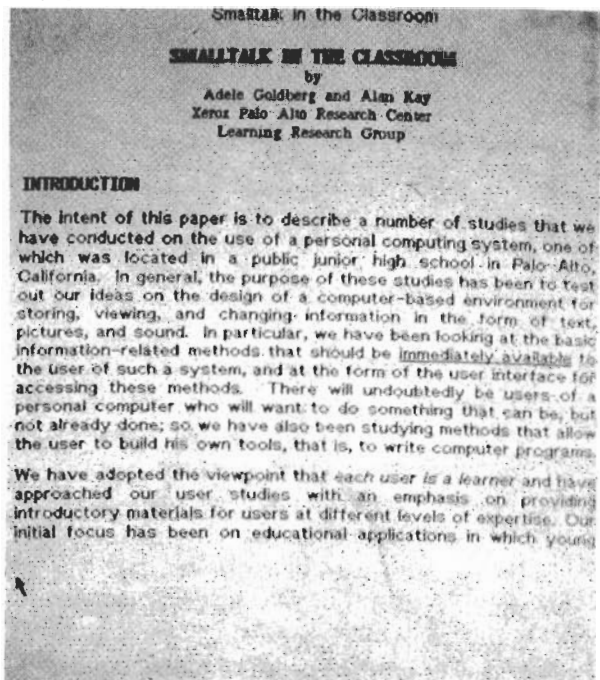 Smalltalk in the Classroom
SMALLTALK IN THE CLASSROOM
by
Adele Goldberg and Alan Kay
Xerox Palo Alto Research Center
Learning Research Group
INTRODUCTION
The intent of this paper is to describe a number of studies that we
have conducted on the use of a personal computing system, one of
which was located in a public junior high school in Palo Alto,
California. In general, the purpose of these studies has been to test
out our ideas on the design of a computer-based environment for
storing, viewing, and changing information in the form of text,
pictures, and sound. In particular, we have been looking at the basic
information-related methods that should be immediately available to
the user of such a system, and at the form of the user interface for
accessing these methods. There will undoubtedly be users of a
personal computer who will want to do something that can be, but
not already done; so we have also been studying methods that allow
the user to build his own tools, that is, to write computer programs.
We have adopted the viewpoint that each user is a learner and have
approached our user studies with an emphasis on providing
introductory materials for users at different levels of expertise. Our
initial focus has been on educational applications in which young